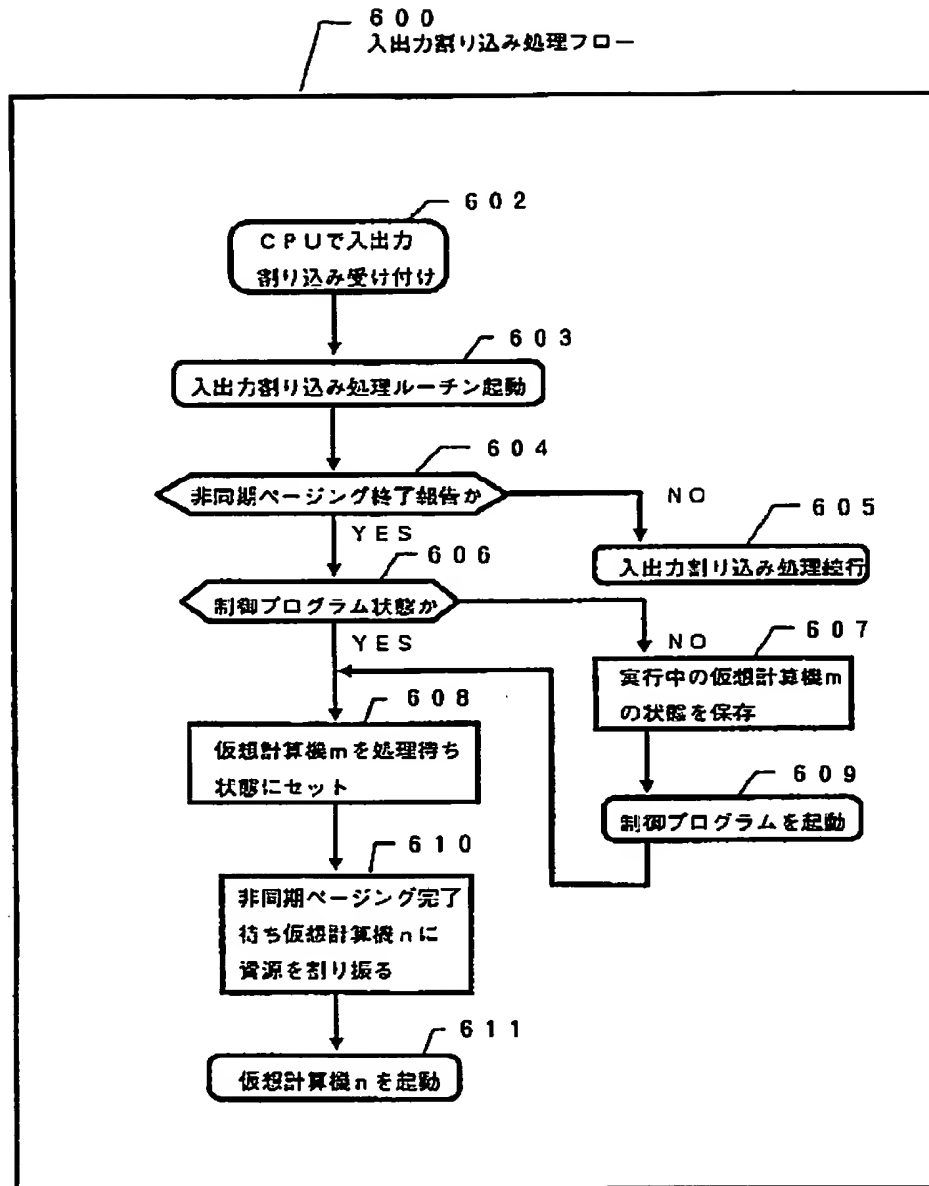 600
入出力割り込み処理フロー
602
CPUで入出力
割り込み受け付け
603
入出力割り込み処理ルーチン起動
604
非同期ページング終了報告か
NO
605
YES
入出力割り込み処理続行
606
制御プログラム状態か
NO
607
YES
実行中の仮想計算機m
の状態を保存
608
仮想計算機mを処理待ち
状態にセット
609
制御プログラムを起動
610
非同期ページング完了
待ち仮想計算機nに
資源を割り振る
611
仮想計算機nを起動